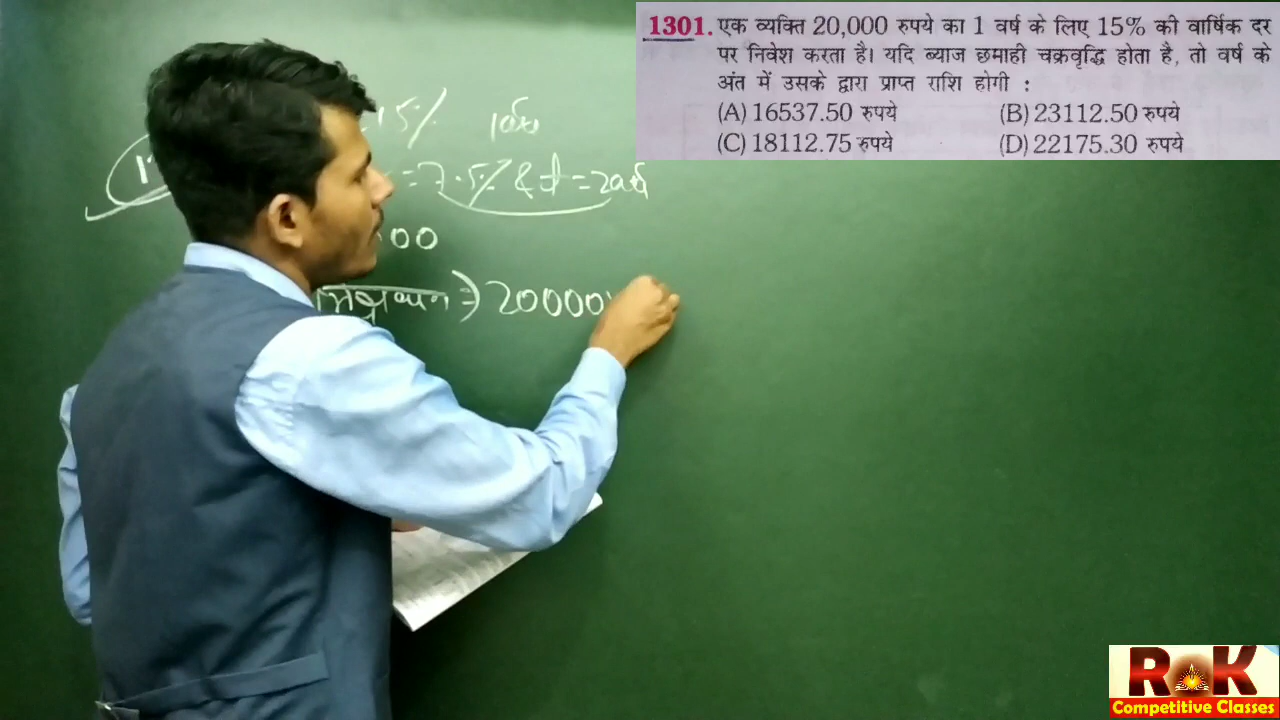 1301. एक व्यक्ति 20,000 रुपये का 1 वर्ष के लिए 15% की वार्षिक दर
पर निवेश करता है। यदि ब्याज छमाही चक्रवृद्धि होता है, तो वर्ष के
अंत में उसके द्वारा प्राप्त राशि होगी :
(A) 16537.50 रुपये (B) 23112.50 रुपये
(C) 18112.75 रुपये (D) 22175.30 रुपये
15%
= 7.5% & t = 2 वर्ष
00
मिश्रधन ⇒ 20000
ROK
Competitive Classes